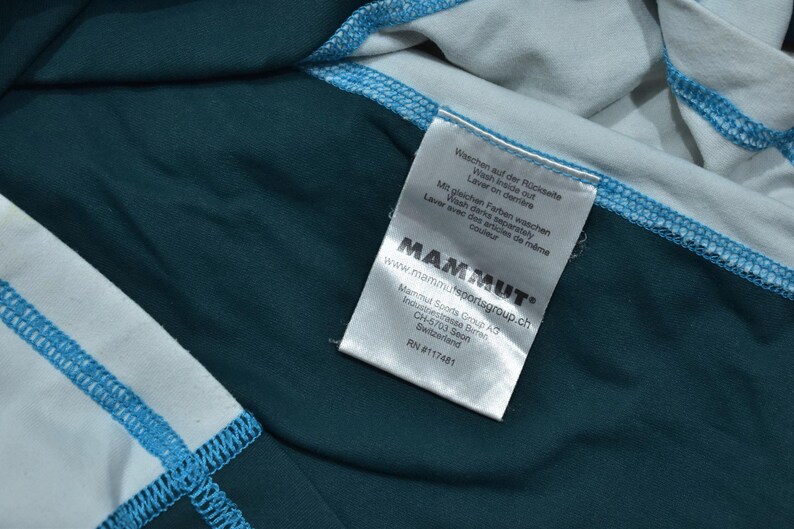 Waschen auf der Rückseite
Wash inside out
Laver on derrière
Mit gleichen Farben waschen
Wash darks separately
Laver avec des articles de même
couleur
MAMMUT®
www.mammutsportsgroup.ch
Mammut Sports Group AG
Industriestrasse Birren
CH-5703 Seon
Switzerland
RN #117481